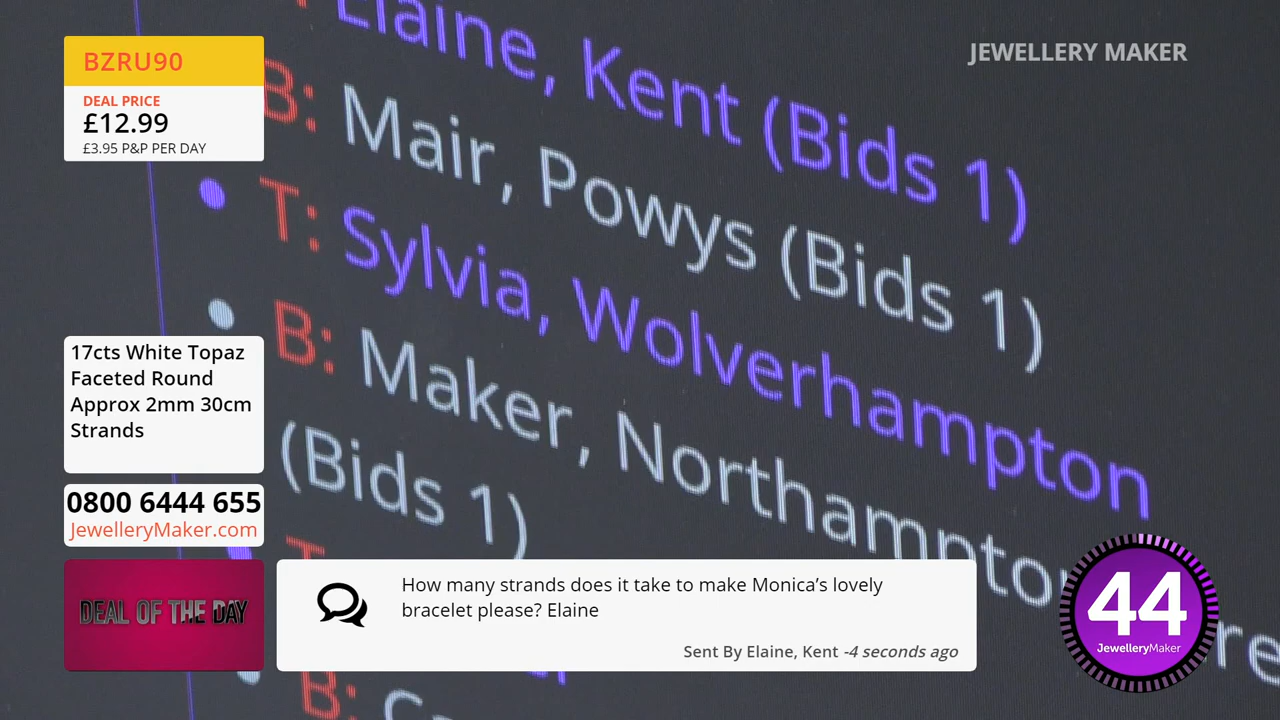 Elaine, Kent (Bids 1)
B: Mair, Powys (Bids 1)
T: Sylvia, Wolverhampton
B: Maker, Northampton
(Bids 1)
T:
B:
JEWELLERY MAKER
BZRU90
DEAL PRICE
£12.99
£3.95 P&P PER DAY
17cts White Topaz
Faceted Round
Approx 2mm 30cm
Strands
0800 6444 655
JewelleryMaker.com
DEAL OF THE DAY
How many strands does it take to make Monica’s lovely
bracelet please? Elaine
Sent By Elaine, Kent -4 seconds ago
44
JewelleryMaker